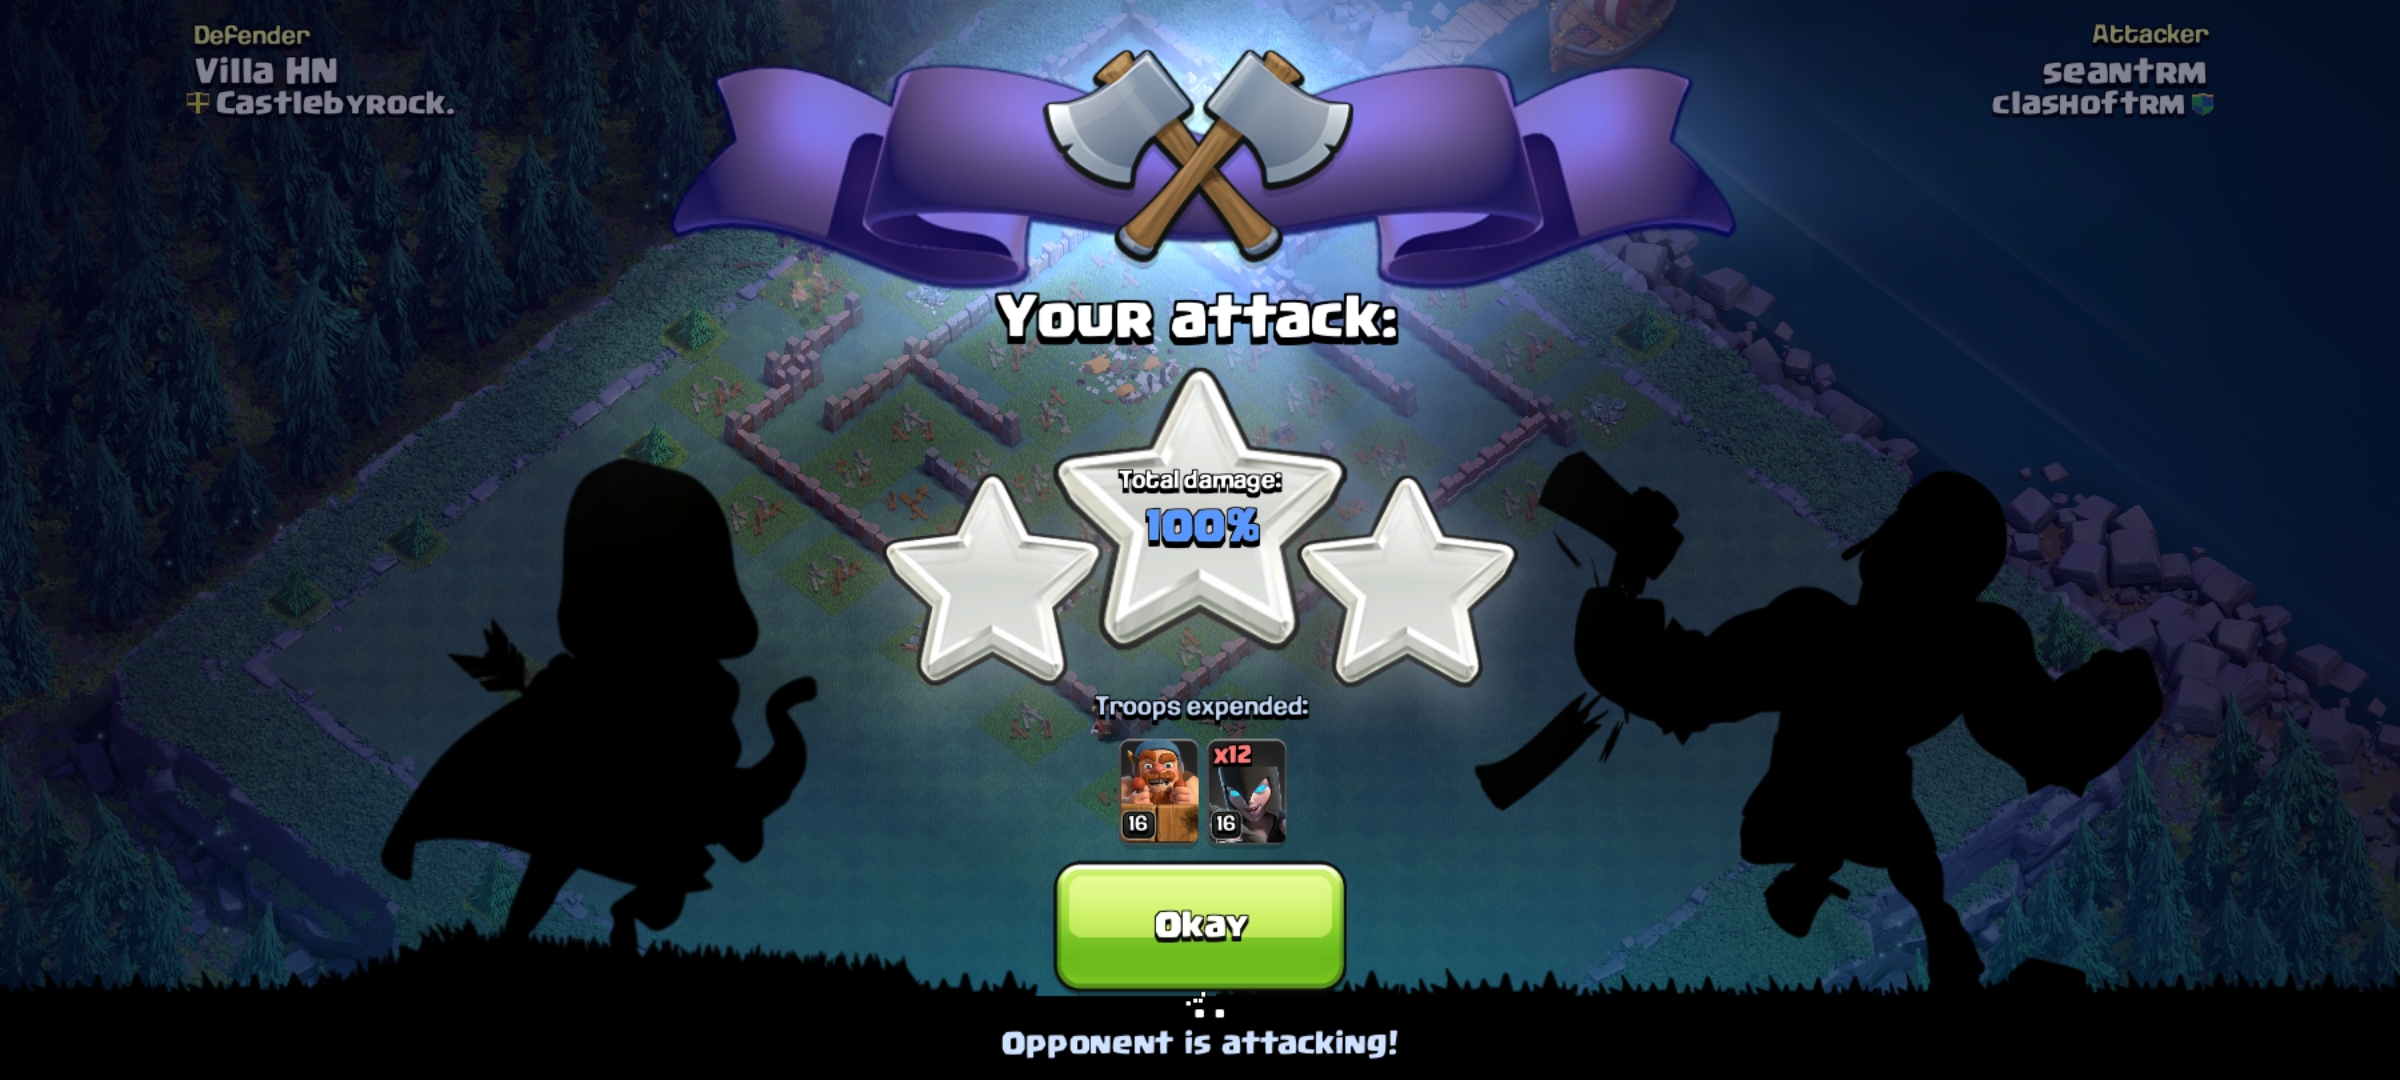 Defender
Villa HN
Castlebyrock.
Attacker
seantrm
clashoftrm
Your attack:
Total damage:
100%
Troops expended:
x12
16
16
Okay
Opponent is attacking!